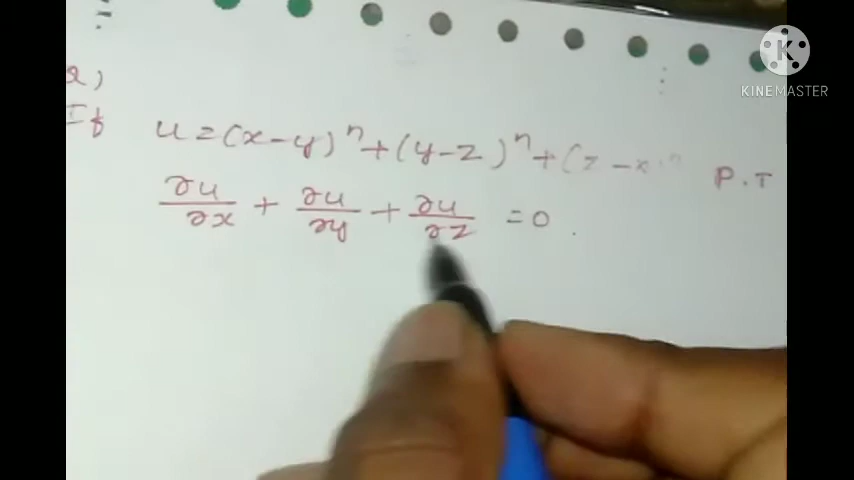 2)
If u = (x-y)^n + (y-z)^n + (z-x)^n P.T
∂u/∂x + ∂u/∂y + ∂u/∂z = 0.
K
KINEMASTER